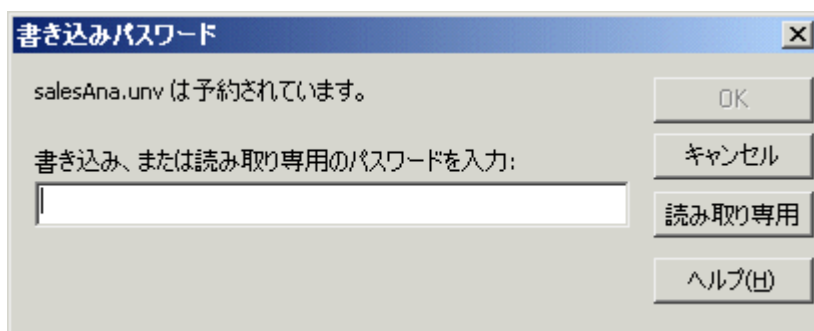 書き込みパスワード
salesAna.unv は予約されています。
OK
書き込み、または読み取り専用のパスワードを入力:
キャンセル
読み取り専用
ヘルプ(H)